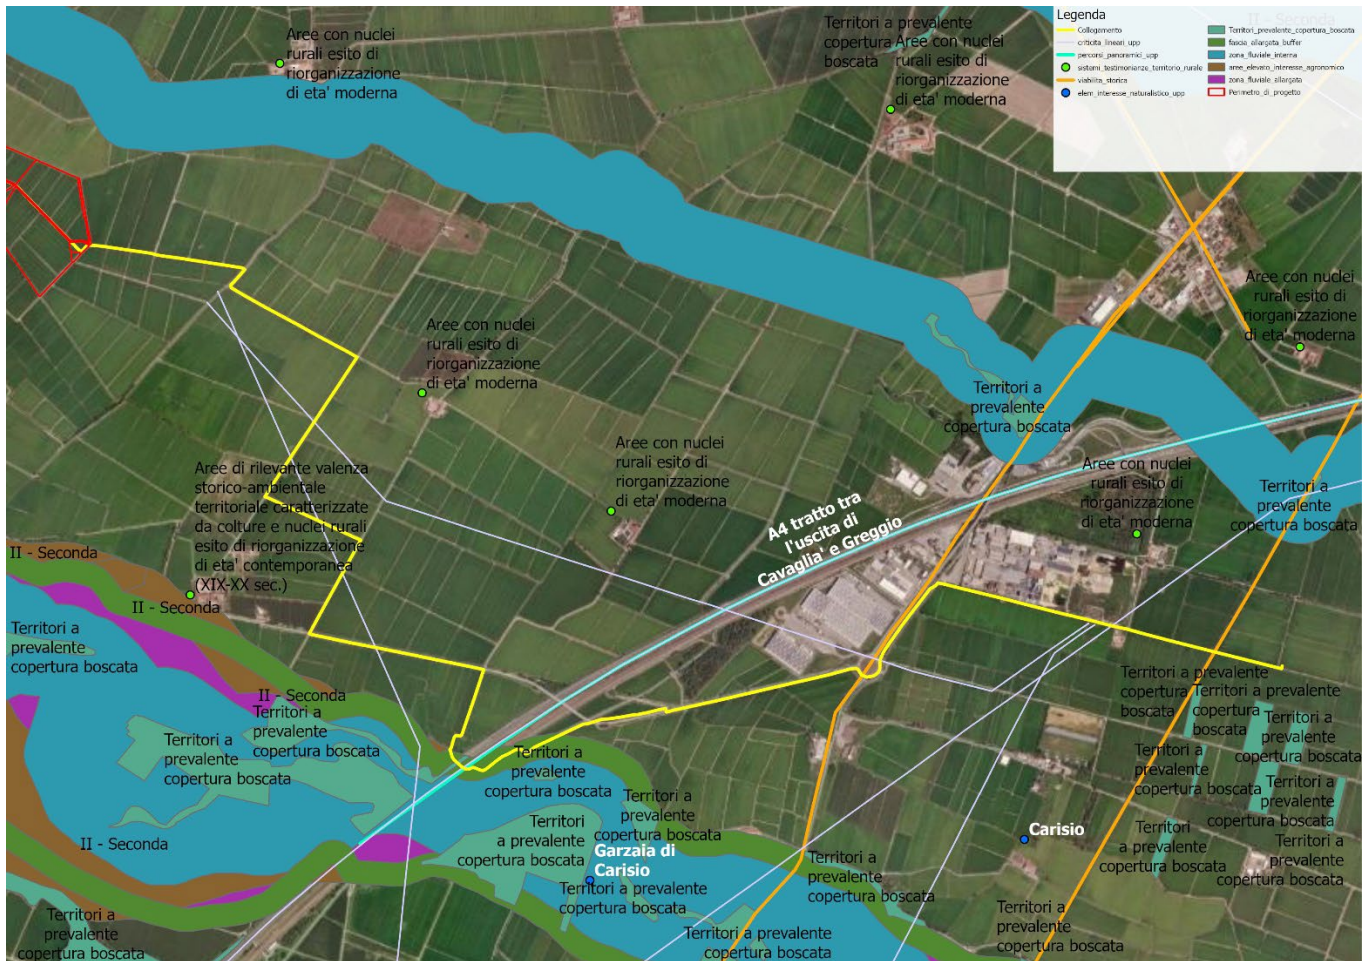 Legenda
Collegamento
criticita_lineari_upp
percorsi_panoramici_upp
sistemi_testimonianze_territorio_rurale
viabilita_storica
elem_interesse_naturalistico_upp
Territori_prevalente_copertura_boscata
fascia_allargata_buffer
zona_fluviale_interna
aree_elevato_interesse_agronomico
zona_fluviale_allargata
Perimetro_di_progetto
II - Seconda
Aree con nuclei
rurali esito di
riorganizzazione
di eta' moderna
Territori a prevalente
copertura
boscata
Aree con nuclei
rurali esito di
riorganizzazione
di eta' moderna
Aree con nuclei
rurali esito di
riorganizzazione
di eta' moderna
Aree con nuclei
rurali esito di
riorganizzazione
di eta' moderna
Territori a
prevalente
copertura boscata
Aree con nuclei
rurali esito di
riorganizzazione
di eta' moderna
Aree con nuclei
rurali esito di
riorganizzazione
di eta' moderna
Territori a
prevalente
copertura boscata
Aree di rilevante valenza
storico-ambientale
territoriale caratterizzate
da colture e nuclei rurali
esito di riorganizzazione
di eta' contemporanea
(XIX-XX sec.)
A4 tratto tra
l'uscita di
Cavaglia' e Greggio
II - Seconda
II - Seconda
Territori a
prevalente
copertura boscata
II - Seconda
Territori a
prevalente
copertura boscata
Territori a
prevalente
copertura boscata
Territori a
prevalente
copertura boscata
Territori a
prevalente
copertura boscata
Territori
a prevalente
copertura boscata
Garzaia di
Carisio
Territori a prevalente
copertura boscata
II - Seconda
Territori a
prevalente
copertura boscata
Territori a prevalente
copertura
boscata
Territori a prevalente
copertura
boscata
Territori a
prevalente
copertura boscata
Territori a
prevalente
copertura boscata
Territori a
prevalente
copertura boscata
Carisio
Territori
a prevalente
copertura boscata
Territori a
prevalente
copertura boscata
Territori a
prevalente
copertura boscata
Territori a
prevalente
copertura boscata
Territori a
prevalente
copertura boscata
Territori a prevalente
copertura boscata